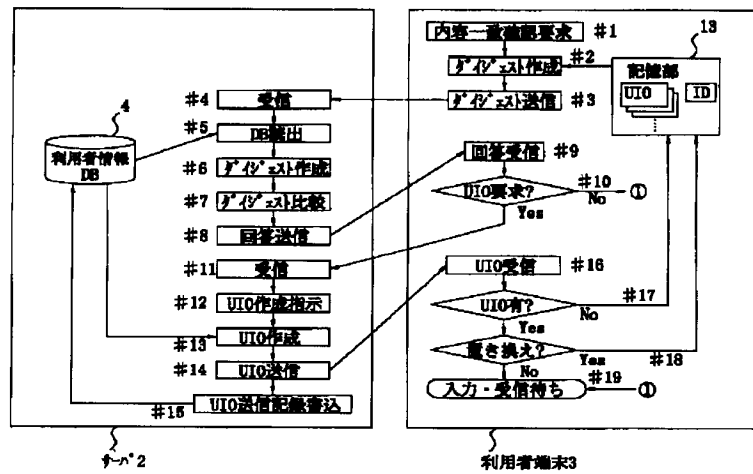 内容一致確認要求 #1
13
#2
ダイジェスト作成
記憶部
UIO
ID
4
#4 受信
ダイジェスト送信 #3
#5
利用者情報
DB
#6 ダイジェスト作成
回答受信 #9
#7 ダイジェスト比較
UIO要求?
#10
No
①
#8 回答送信
Yes
#11 受信
UIO受信 #16
#12 UIO作成指示
UIO有?
#17
No
#13 UIO作成
Yes
#14 UIO送信
置き換え?
Yes
#18
No
#19
#15 UIO送信記録書込
入力・受信待ち
①
サーバ2
利用者端末3